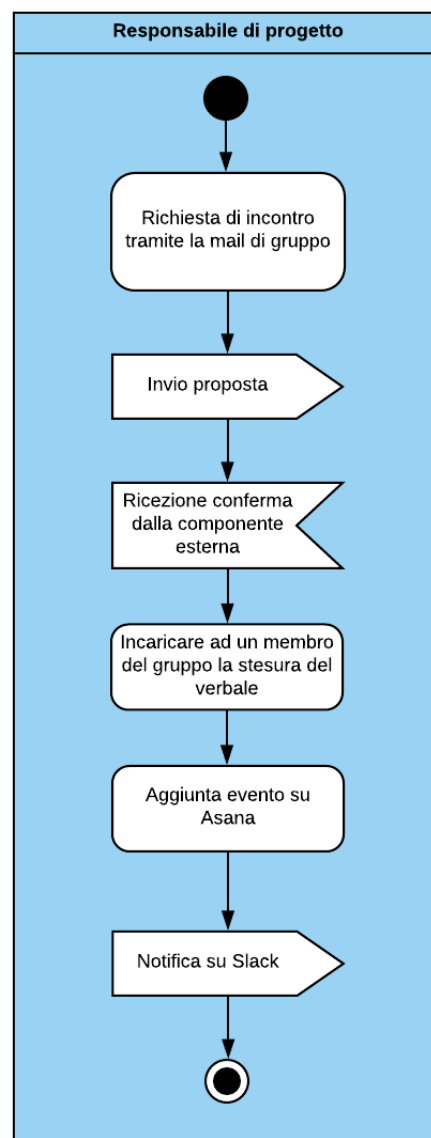 Responsabile di progetto
Richiesta di incontro
tramite la mail di gruppo
Invio proposta
Ricezione conferma
dalla componente
esterna
Incaricare ad un membro
del gruppo la stesura del
verbale
Aggiunta evento su
Asana
Notifica su Slack